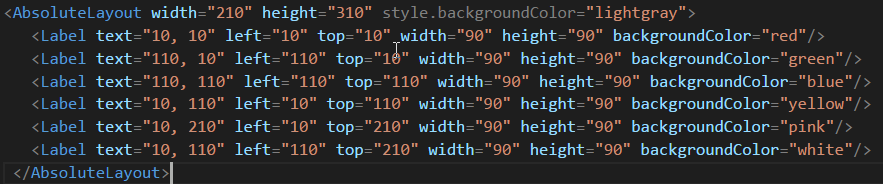 <AbsoluteLayout width="210" height="310" style.backgroundColor="lightgray">
<Label text="10, 10" left="10" top="10" width="90" height="90" backgroundColor="red"/>
<Label text="110, 10" left="110" top="10" width="90" height="90" backgroundColor="green"/>
<Label text="110, 110" left="110" top="110" width="90" height="90" backgroundColor="blue"/>
<Label text="10, 110" left="10" top="110" width="90" height="90" backgroundColor="yellow"/>
<Label text="10, 210" left="10" top="210" width="90" height="90" backgroundColor="pink"/>
<Label text="10, 110" left="110" top="210" width="90" height="90" backgroundColor="white"/>
</AbsoluteLayout>